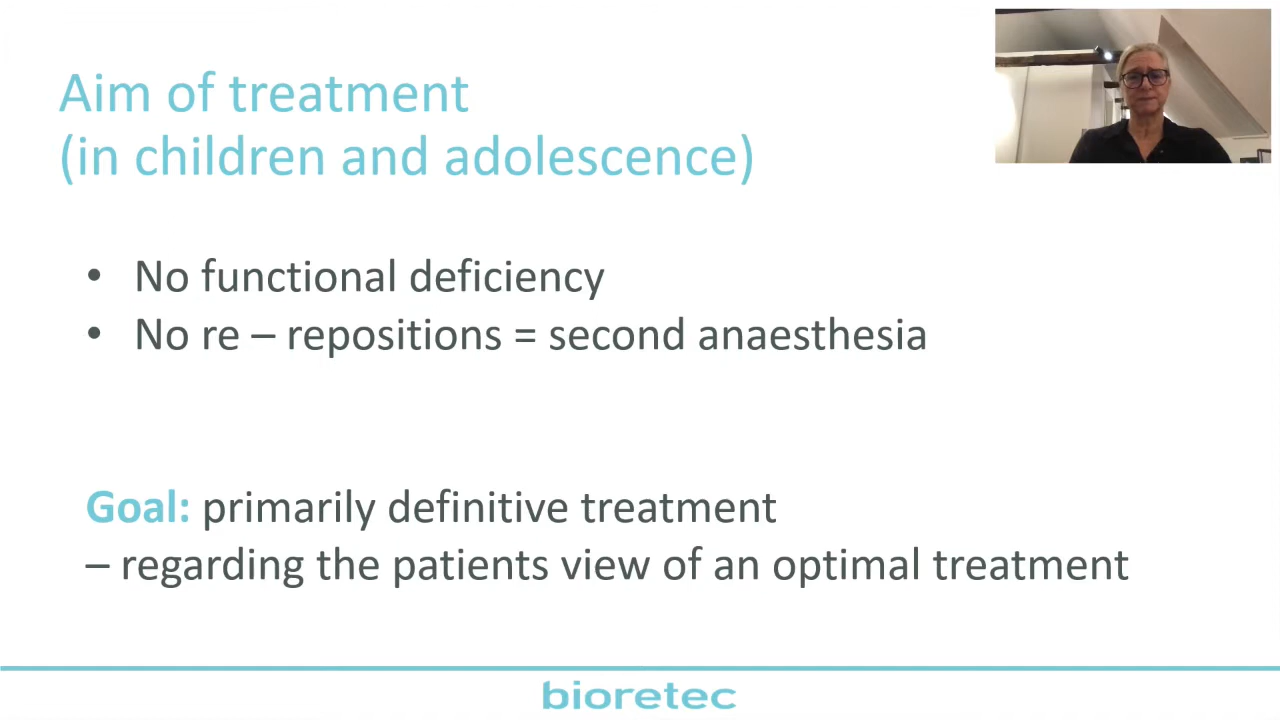 Aim of treatment
(in children and adolescence)
• No functional deficiency
• No re – repositions = second anaesthesia
Goal: primarily definitive treatment
– regarding the patients view of an optimal treatment
bioretec